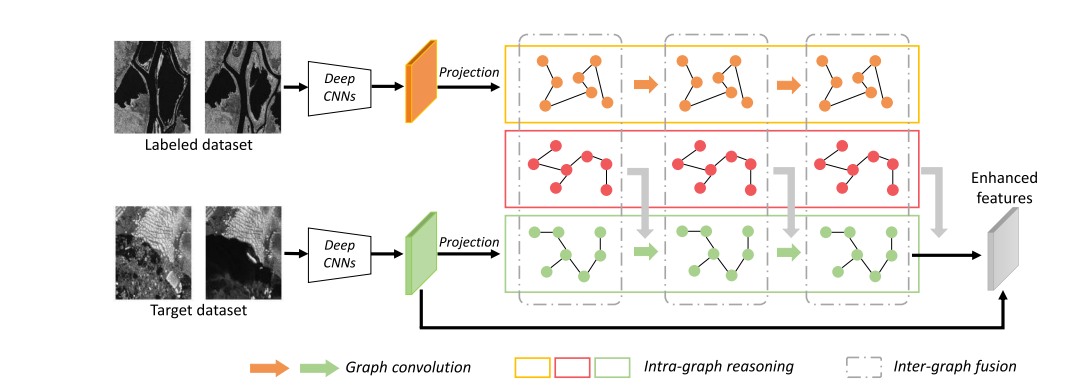 Labeled dataset
Deep
CNNs
Projection
Target dataset
Deep
CNNs
Projection
Enhanced
features
Graph convolution
Intra-graph reasoning
Inter-graph fusion